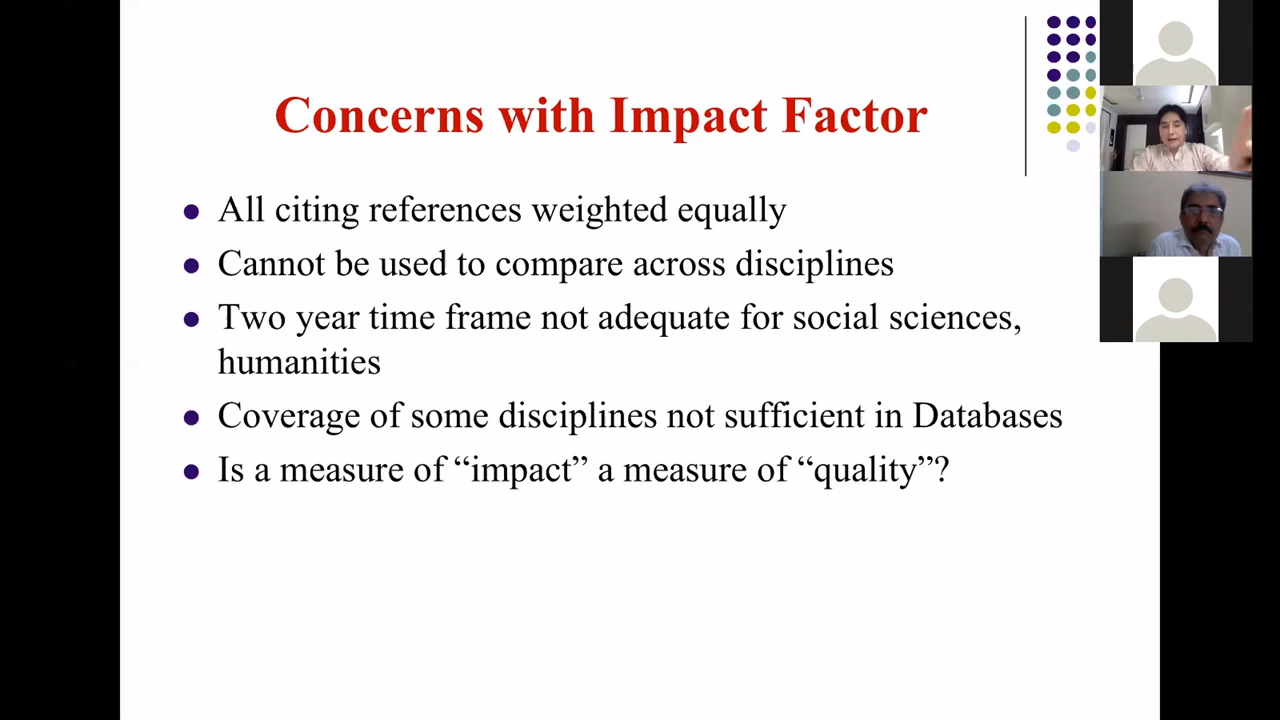 Concerns with Impact Factor
All citing references weighted equally
Cannot be used to compare across disciplines
Two year time frame not adequate for social sciences,
humanities
Coverage of some disciplines not sufficient in Databases
Is a measure of “impact” a measure of “quality”?